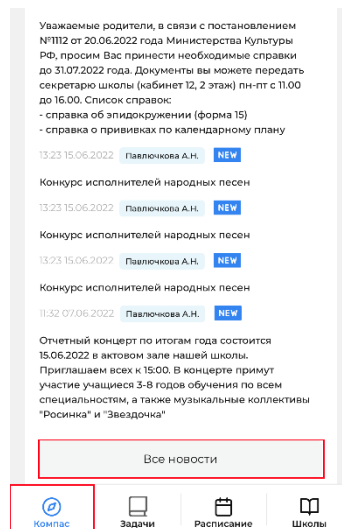 Уважаемые родители, в связи с постановлением
№1112 от 20.06.2022 года Министерства Культуры
РФ, просим Вас принести необходимые справки
до 31.07.2022 года. Документы вы можете передать
секретарю школы (кабинет 12, 2 этаж) пн-пт с 11.00
до 16.00. Список справок:
- справка об эпидокружении (форма 15)
- справка о прививках по календарному плану
13:23 15.06.2022 Павлючкова А.Н. NEW
Конкурс исполнителей народных песен
13:23 15.06.2022 Павлючкова А.Н. NEW
Конкурс исполнителей народных песен
13:23 15.06.2022 Павлючкова А.Н. NEW
Конкурс исполнителей народных песен
11:32 07.06.2022 Павлючкова А.Н. NEW
Отчетный концерт по итогам года состоится
15.06.2022 в актовом зале нашей школы.
Приглашаем всех к 15:00. В концерте примут
участие учащиеся 3-8 годов обучения по всем
специальностям, а также музыкальные коллективы
"Росинка" и "Звездочка"
Все новости
Компас Задачи Расписание Школы